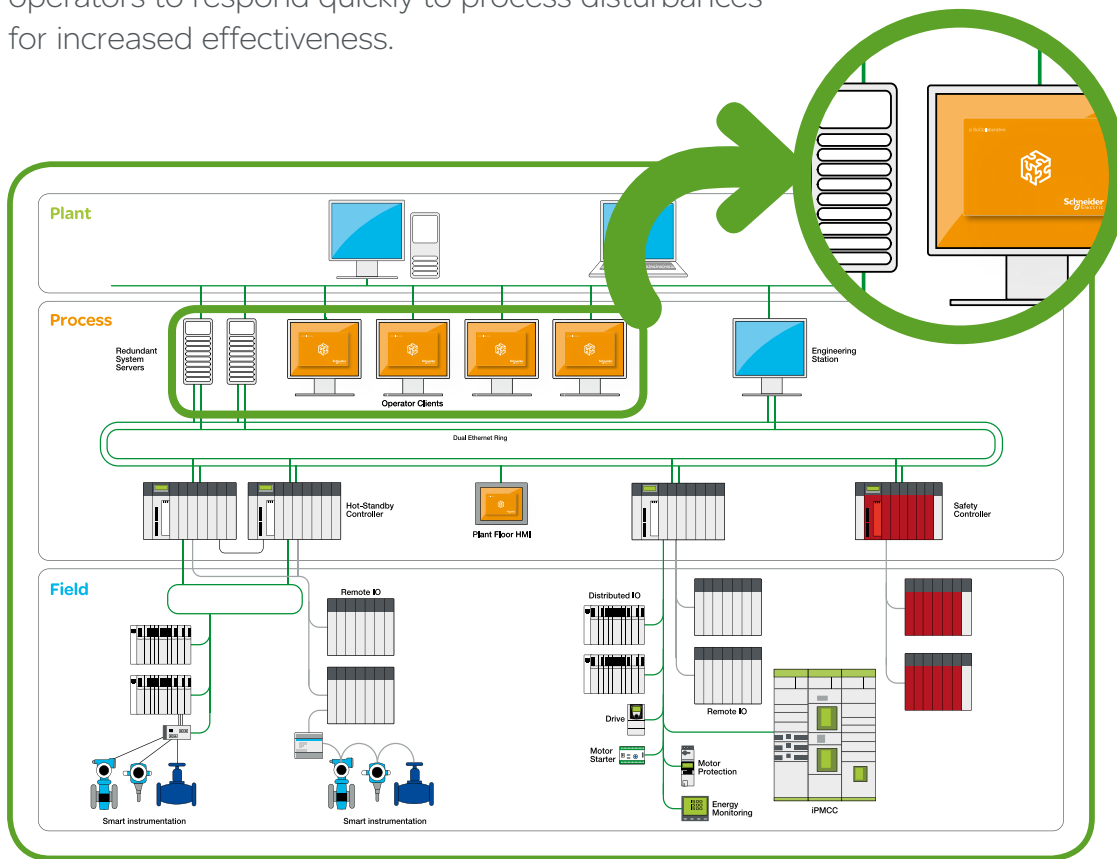 operators to respond quickly to process disturbances
for increased effectiveness.
Schneider
Electric
Plant
Process
Redundant
System
Servers
Operator Clients
Engineering
Station
Dual Ethernet Ring
Hot-Standby
Controller
Plant Floor HMI
Safety
Controller
Field
Remote IO
Distributed IO
Remote IO
Drive
Motor
Starter
Motor
Protection
Energy
Monitoring
iPMCC
Smart instrumentation
Smart instrumentation